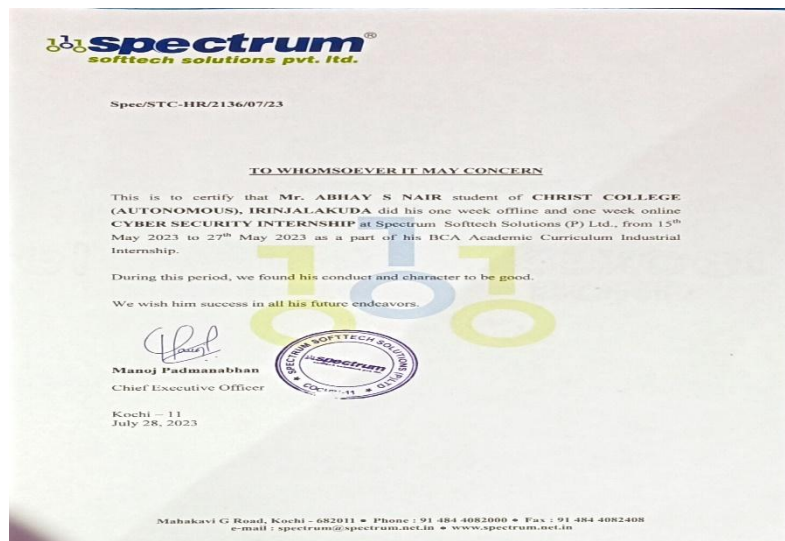 spectrum®
softtech solutions pvt. ltd.
Spec/STC-HR/2136/07/23
TO WHOMSOEVER IT MAY CONCERN
This is to certify that Mr. ABHAY S NAIR student of CHRIST COLLEGE
(AUTONOMOUS), IRINJALAKUDA did his one week offline and one week online
CYBER SECURITY INTERNSHIP at Spectrum Softtech Solutions (P) Ltd., from 15th
May 2023 to 27th May 2023 as a part of his BCA Academic Curriculum Industrial
Internship.
During this period, we found his conduct and character to be good.
We wish him success in all his future endeavors.
SPECTRUM SOFTTECH SOLUTIONS (P) LTD
spectrum
Manoj Padmanabhan
Chief Executive Officer
Kochi – 11
July 28, 2023
Mahakavi G Road, Kochi - 682011 • Phone : 91 484 4082000 • Fax : 91 484 4082408
e-mail : spectrum@spectrum.net.in • www.spectrum.net.in